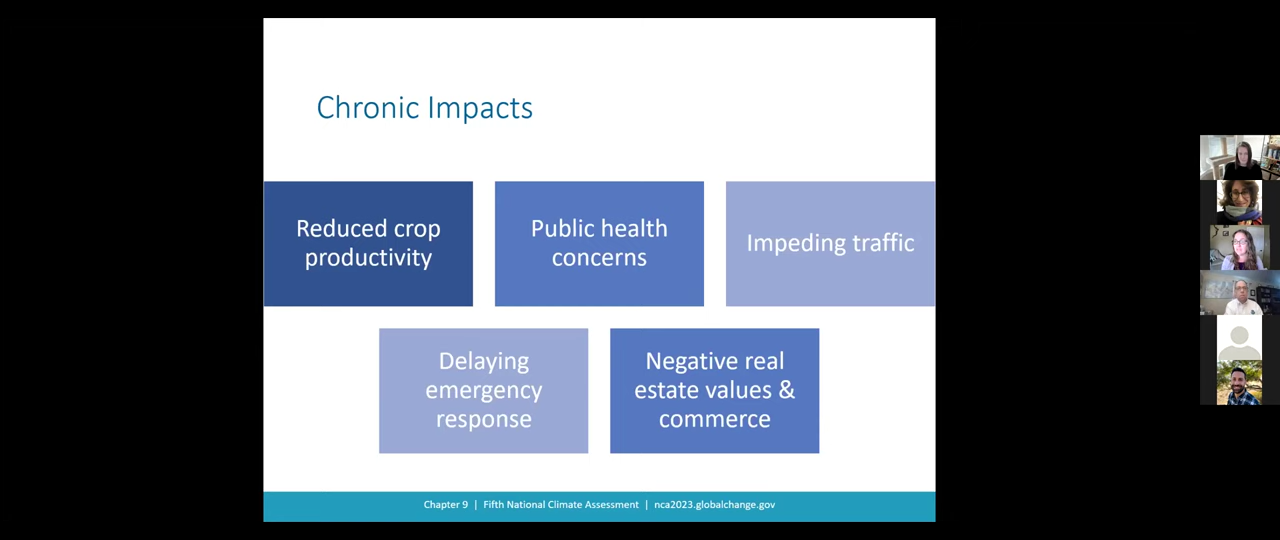 Chronic Impacts
Reduced crop
productivity
Public health
concerns
Impeding traffic
Delaying
emergency
response
Negative real
estate values &
commerce
Chapter 9 | Fifth National Climate Assessment | nca2023.globalchange.gov